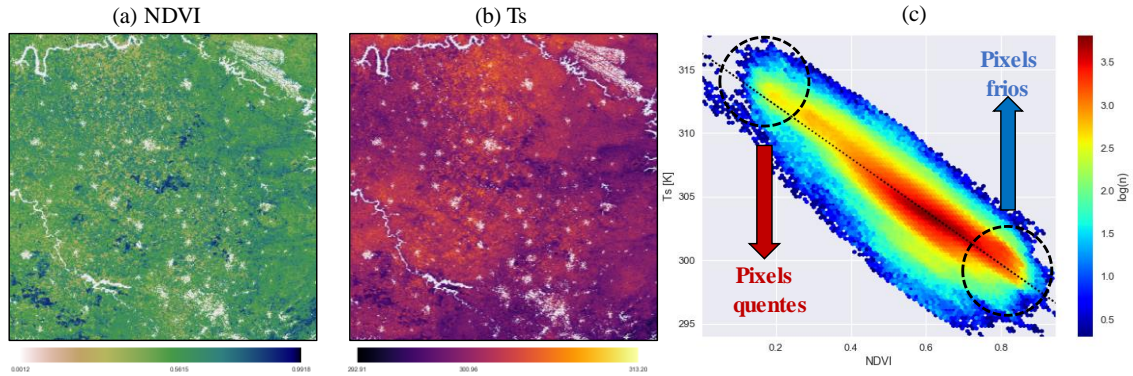 (a) NDVI
(b) Ts
(c)
0.0012
0.5615
0.9918
292.81
300.96
313.20
Pixels
frios
Pixels
quentes
315
310
305
300
295
Ts [K]
0.2
0.4
0.6
0.8
NDVI
3.5
3.0
2.5
2.0
1.5
1.0
0.5
log(n)